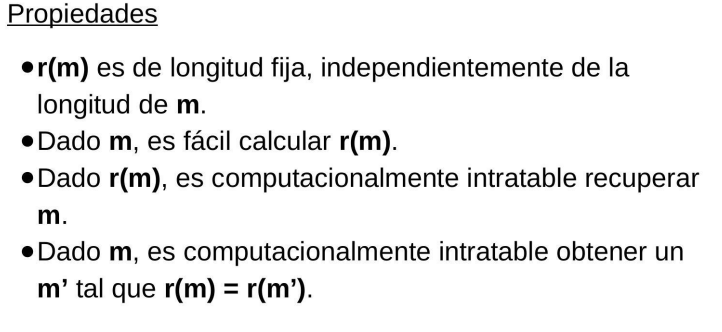 Propiedades
●r(m) es de longitud fija, independientemente de la
longitud de m.
●Dado m, es fácil calcular r(m).
●Dado r(m), es computacionalmente intratable recuperar
m.
●Dado m, es computacionalmente intratable obtener un
m’ tal que r(m) = r(m’).